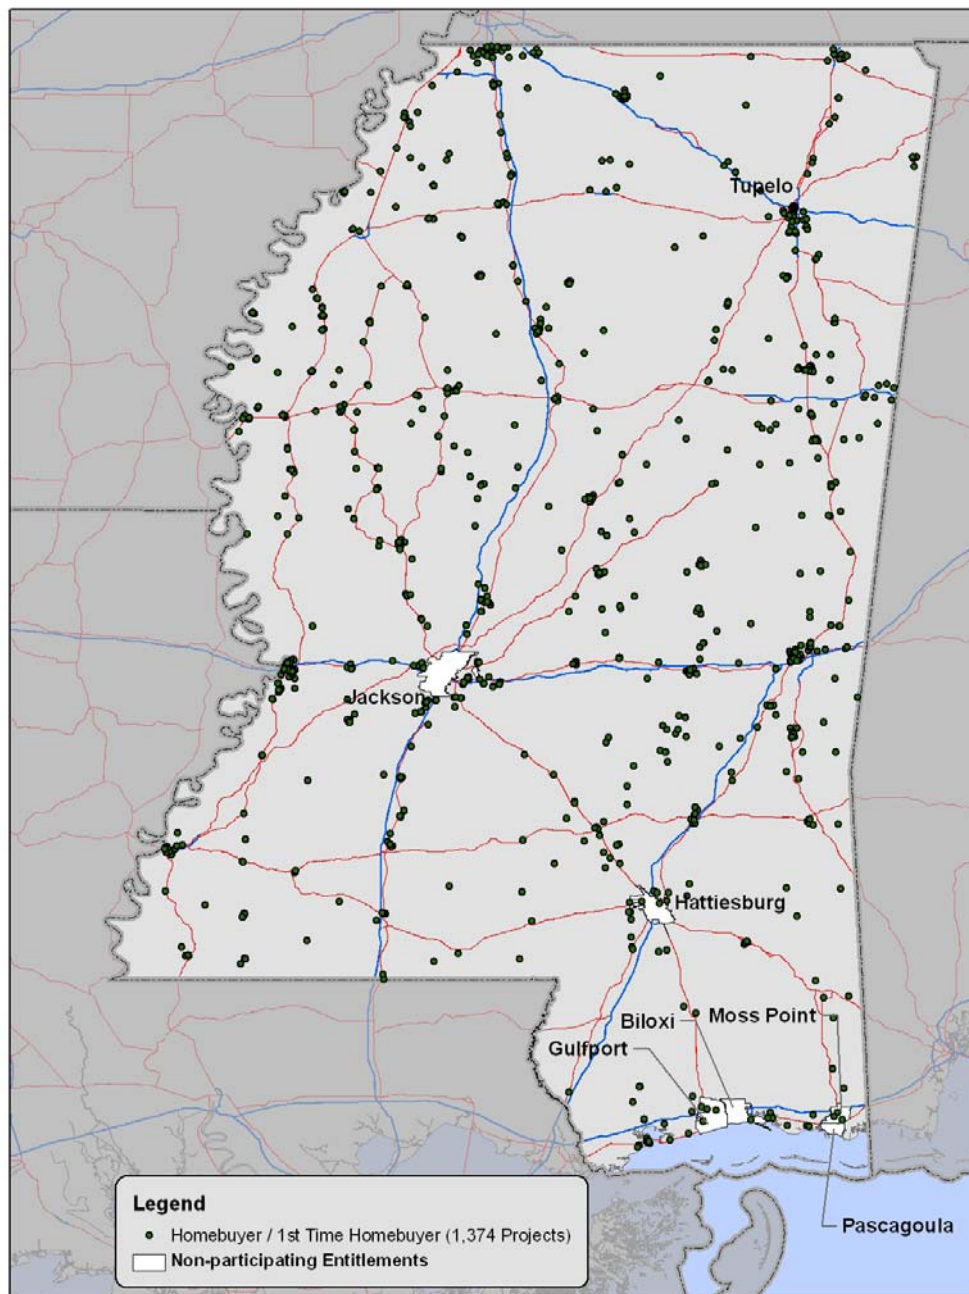 Tupelo
Jackson
Hattiesburg
Moss Point
Biloxi
Gulfport
Pascagoula
Legend
Homebuyer / 1st Time Homebuyer (1,374 Projects)
Non-participating Entitlements